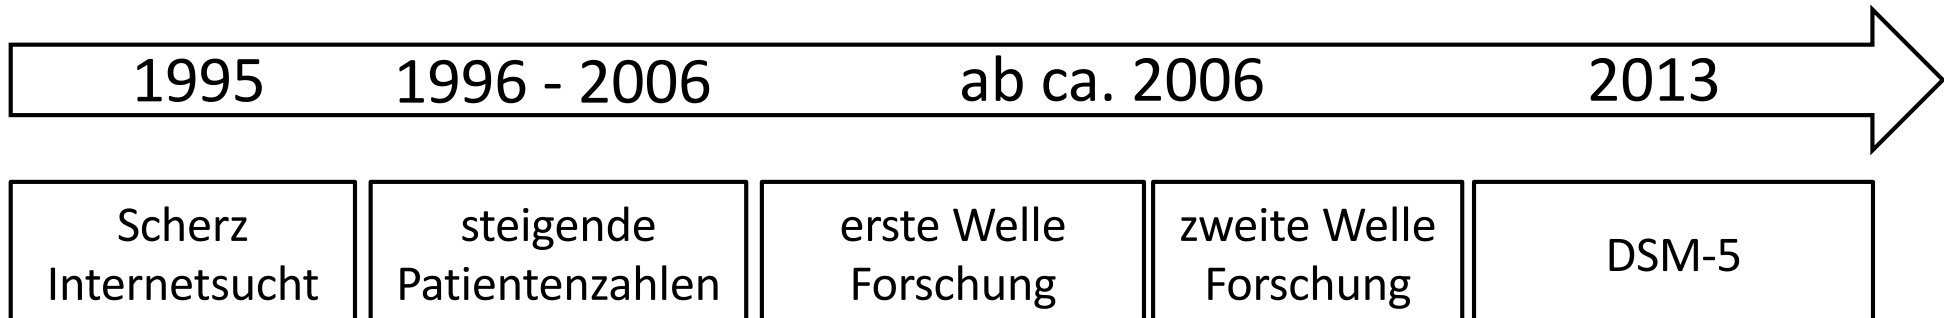 1995
1996 - 2006
ab ca. 2006
2013
Scherz
Internetsucht
steigende
Patientenzahlen
erste Welle
Forschung
zweite Welle
Forschung
DSM-5